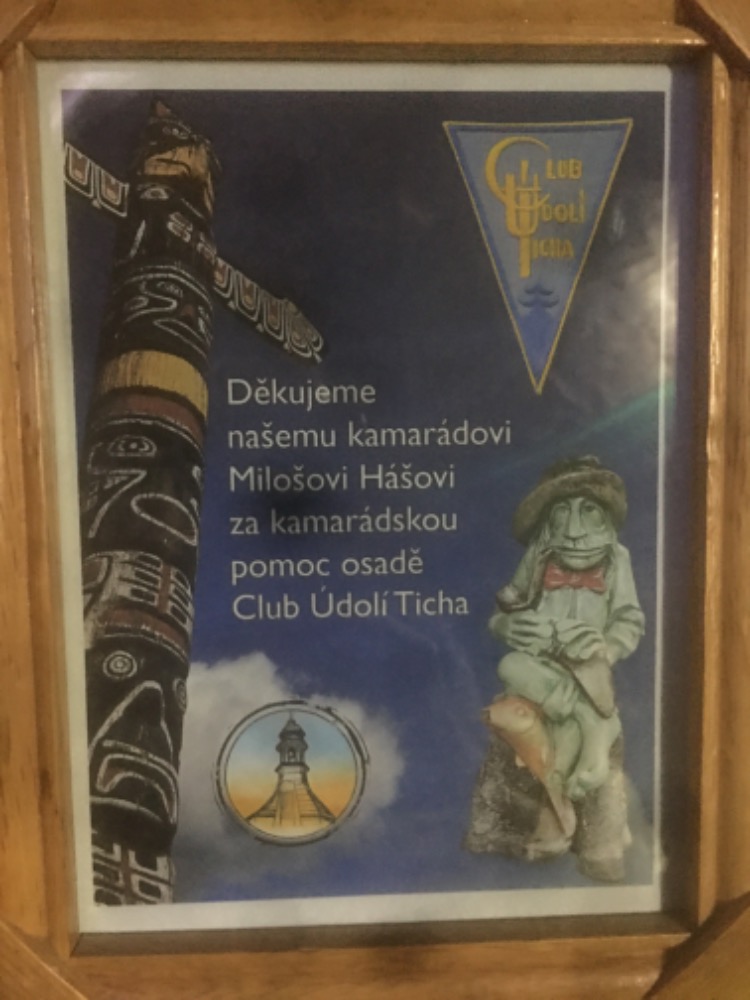 CLUB
ÚDOLÍ
TICHA
Děkujeme
našemu kamarádovi
Milošovi Hášovi
za kamarádskou
pomoc osadě
Club Údolí Ticha